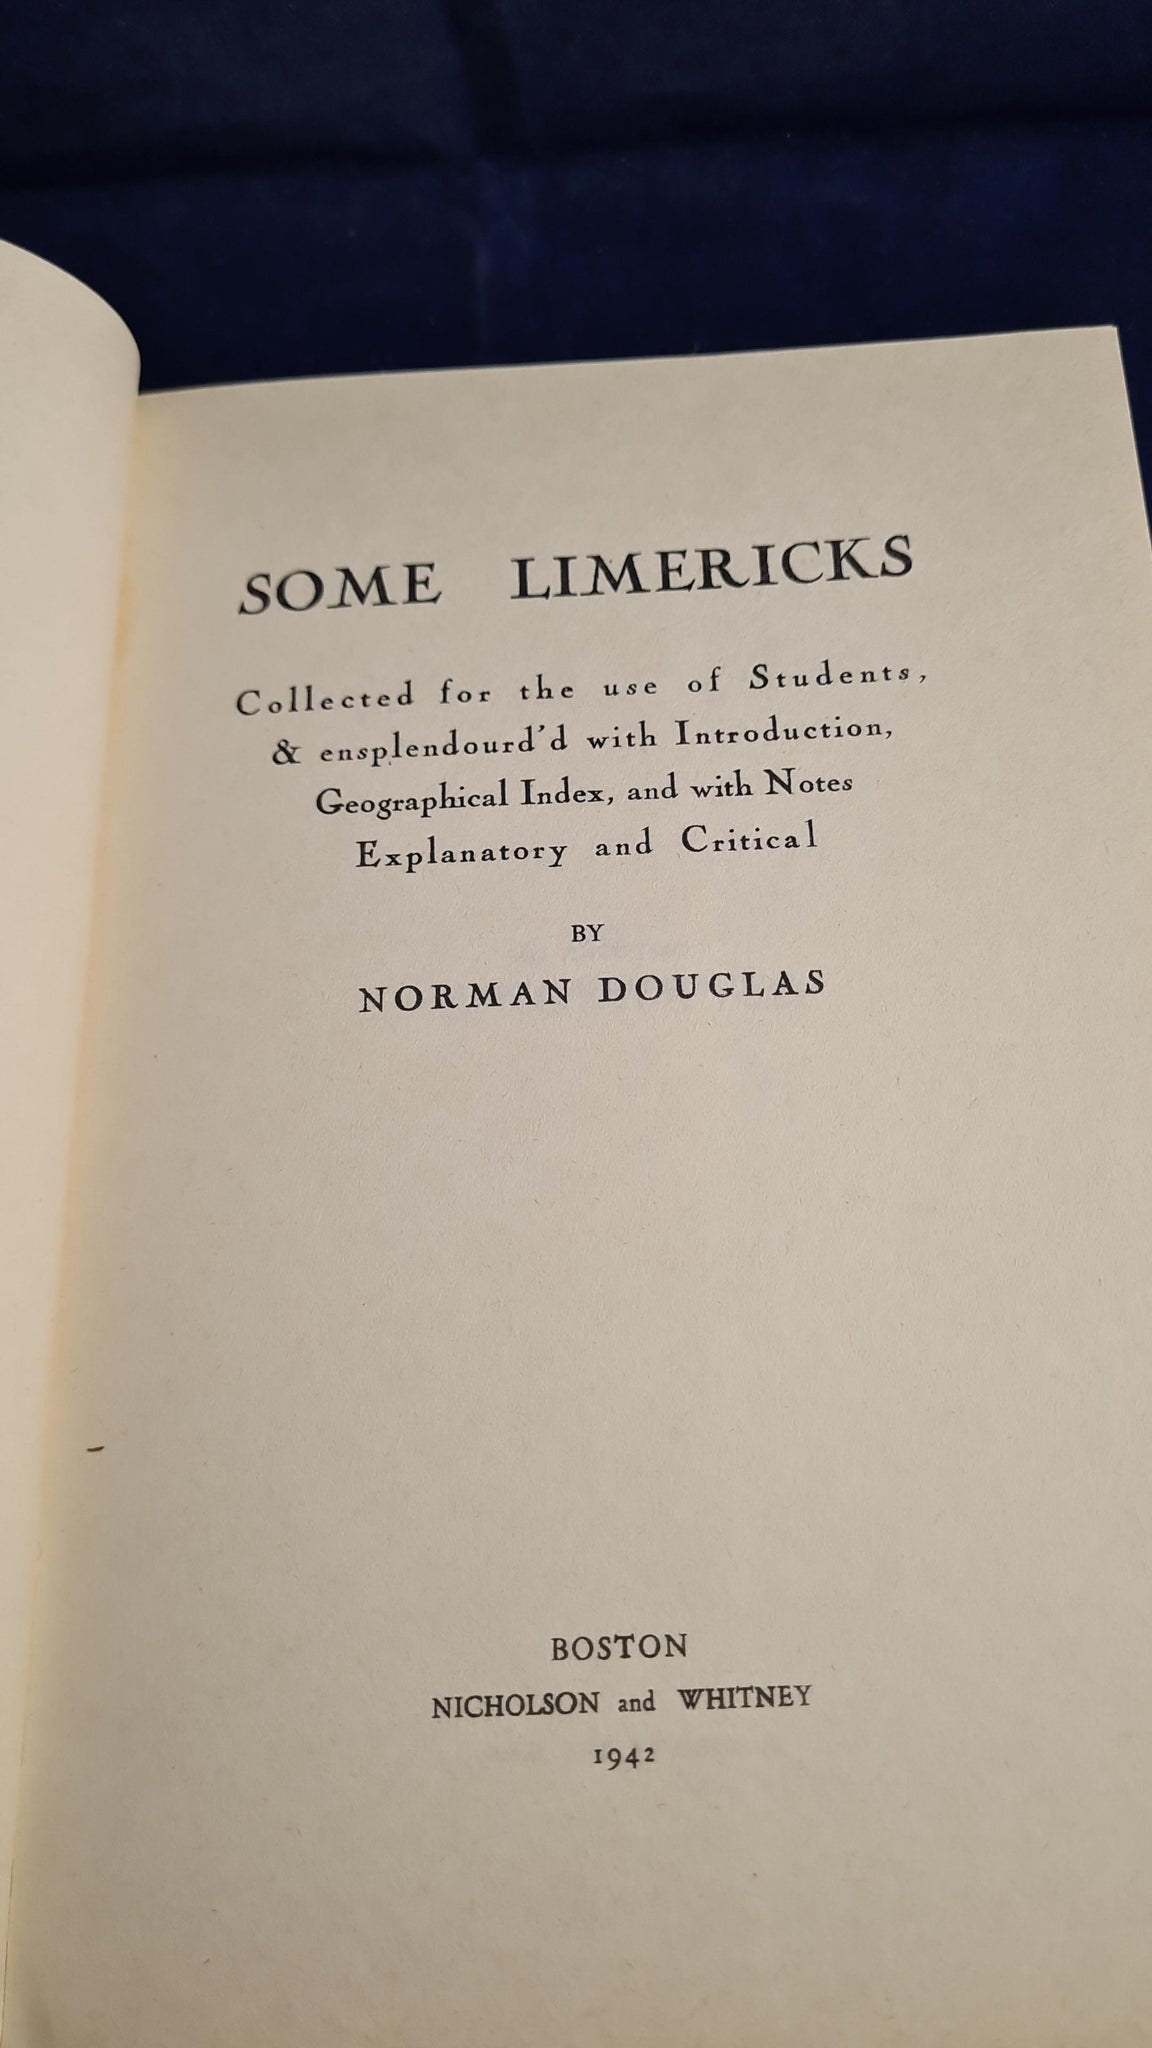 SOME LIMERICKS
Collected for the use of Students,
& ensplendour'd with Introduction,
Geographical Index, and with Notes
Explanatory and Critical
BY
NORMAN DOUGLAS
BOSTON
NICHOLSON and WHITNEY
1942